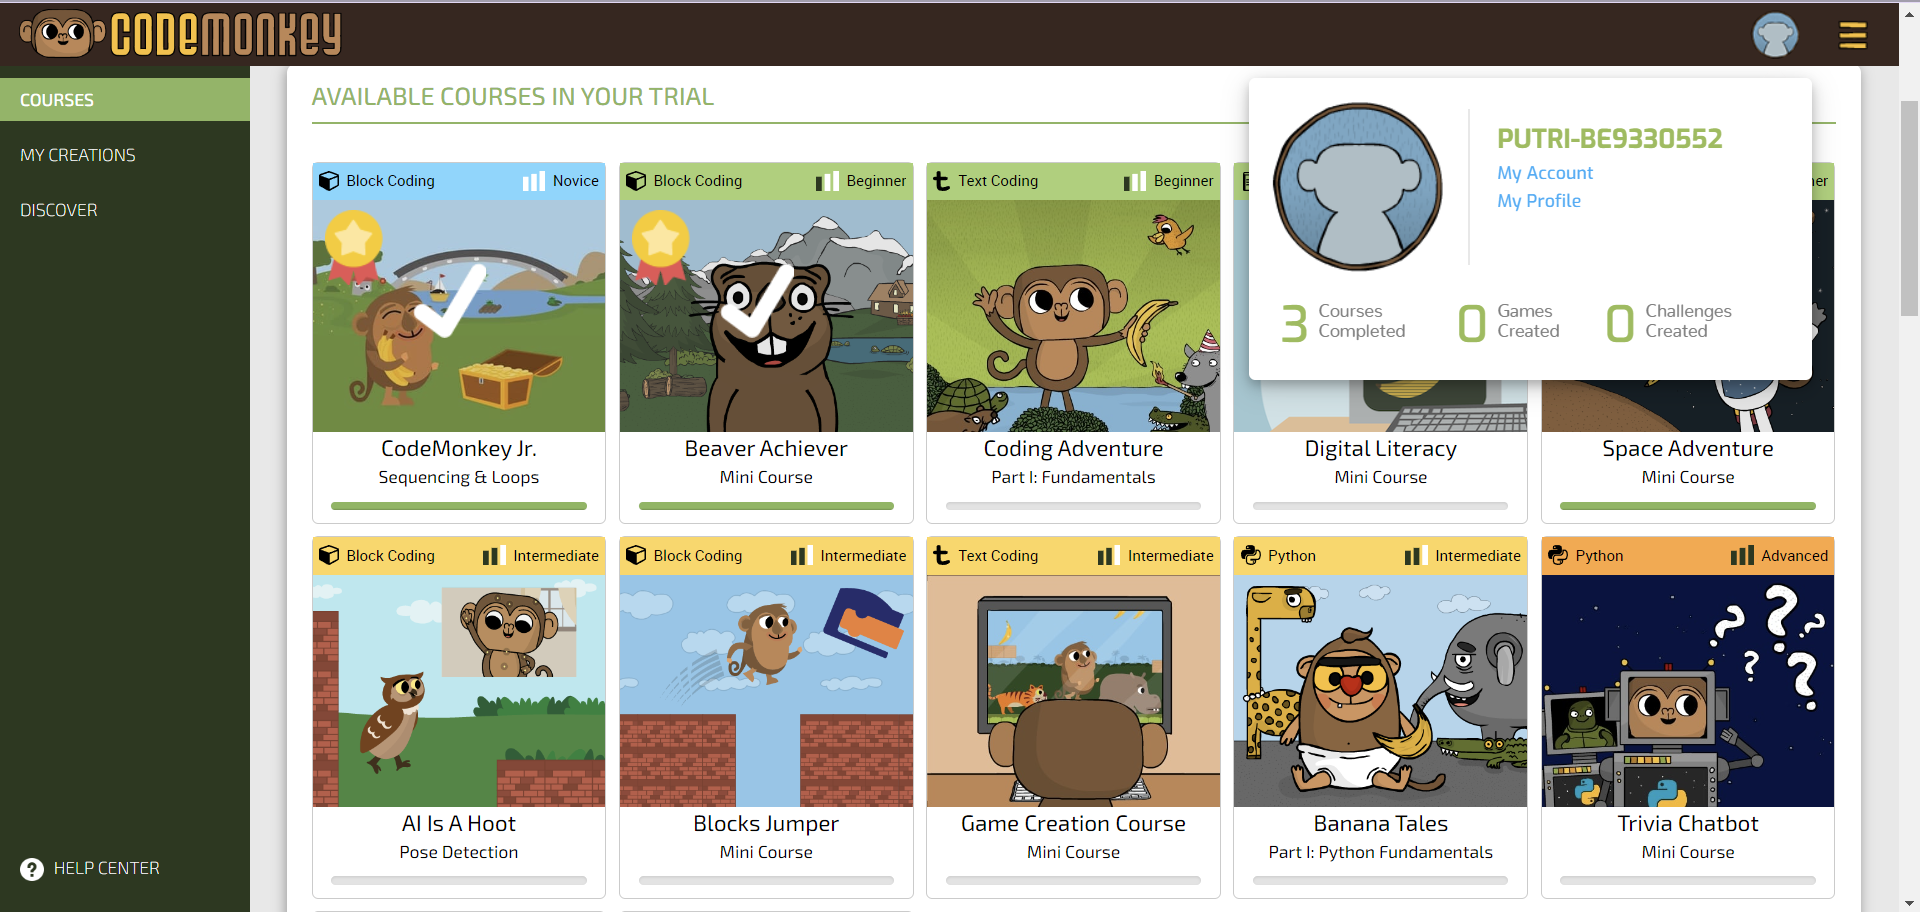 CODEMONKEY
COURSES
MY CREATIONS
DISCOVER
HELP CENTER
AVAILABLE COURSES IN YOUR TRIAL
PUTRI-BE9330552
My Account
My Profile
3 Courses Completed
0 Games Created
0 Challenges Created
Block Coding Novice
CodeMonkey Jr.
Sequencing & Loops
Block Coding Beginner
Beaver Achiever
Mini Course
Text Coding Beginner
Coding Adventure
Part I: Fundamentals
Digital Literacy
Mini Course
ner
Space Adventure
Mini Course
Block Coding Intermediate
AI Is A Hoot
Pose Detection
Block Coding Intermediate
Blocks Jumper
Mini Course
Text Coding Intermediate
Game Creation Course
Mini Course
Python Intermediate
Banana Tales
Part I: Python Fundamentals
Python Advanced
Trivia Chatbot
Mini Course